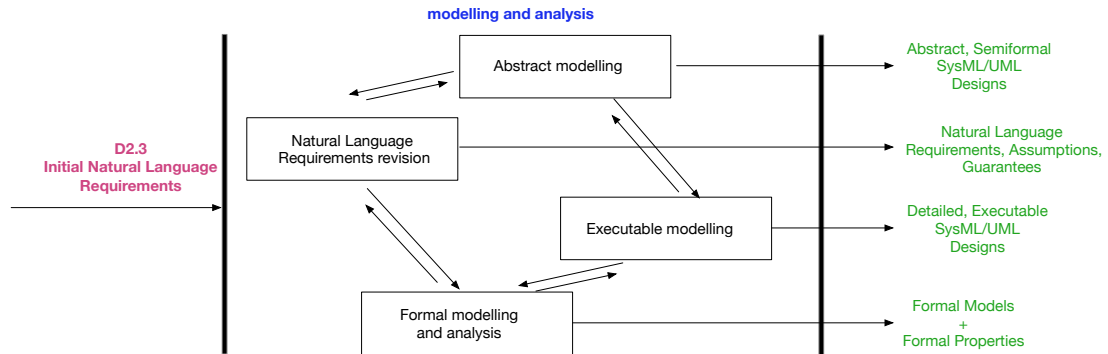 modelling and analysis
Abstract modelling
Abstract, Semiformal
SysML/UML
Designs
D2.3
Initial Natural Language
Requirements
Natural Language
Requirements revision
Natural Language
Requirements, Assumptions,
Guarantees
Executable modelling
Detailed, Executable
SysML/UML
Designs
Formal modelling
and analysis
Formal Models
+
Formal Properties